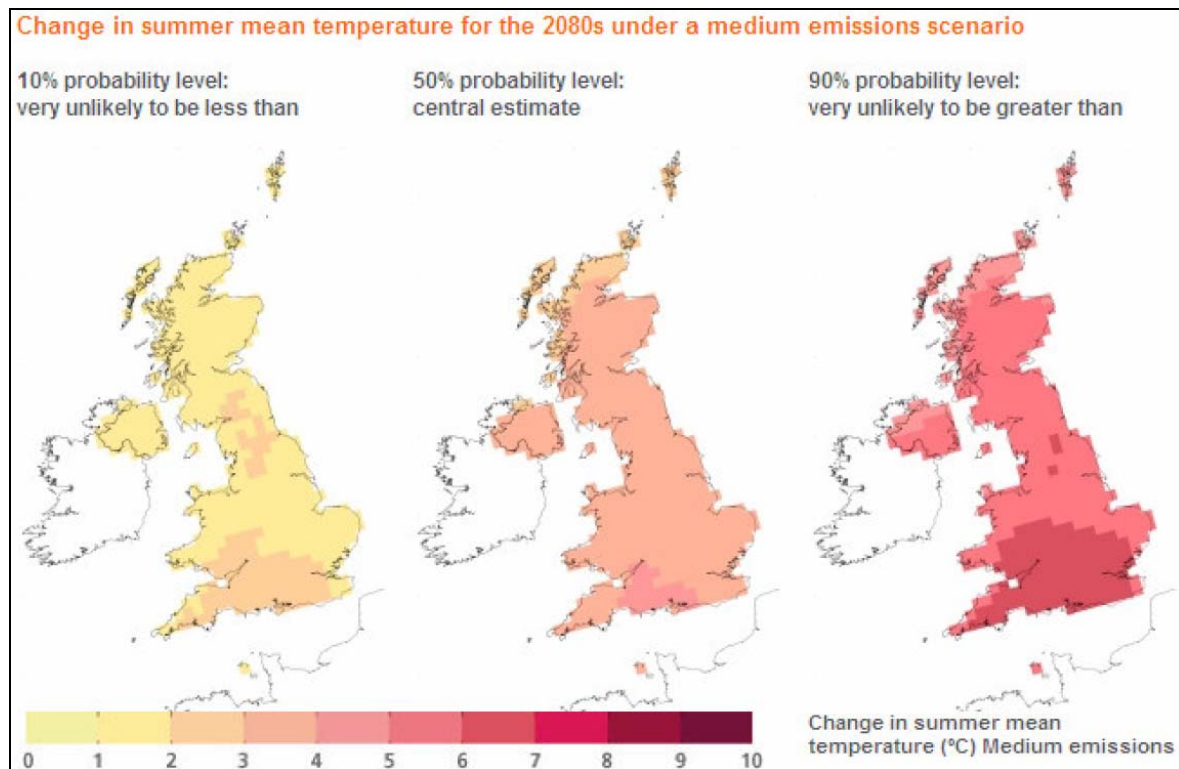 Change in summer mean temperature for the 2080s under a medium emissions scenario
10% probability level:
very unlikely to be less than
50% probability level:
central estimate
90% probability level:
very unlikely to be greater than
0 1 2 3 4 5 6 7 8 9 10
Change in summer mean
temperature (ºC) Medium emissions